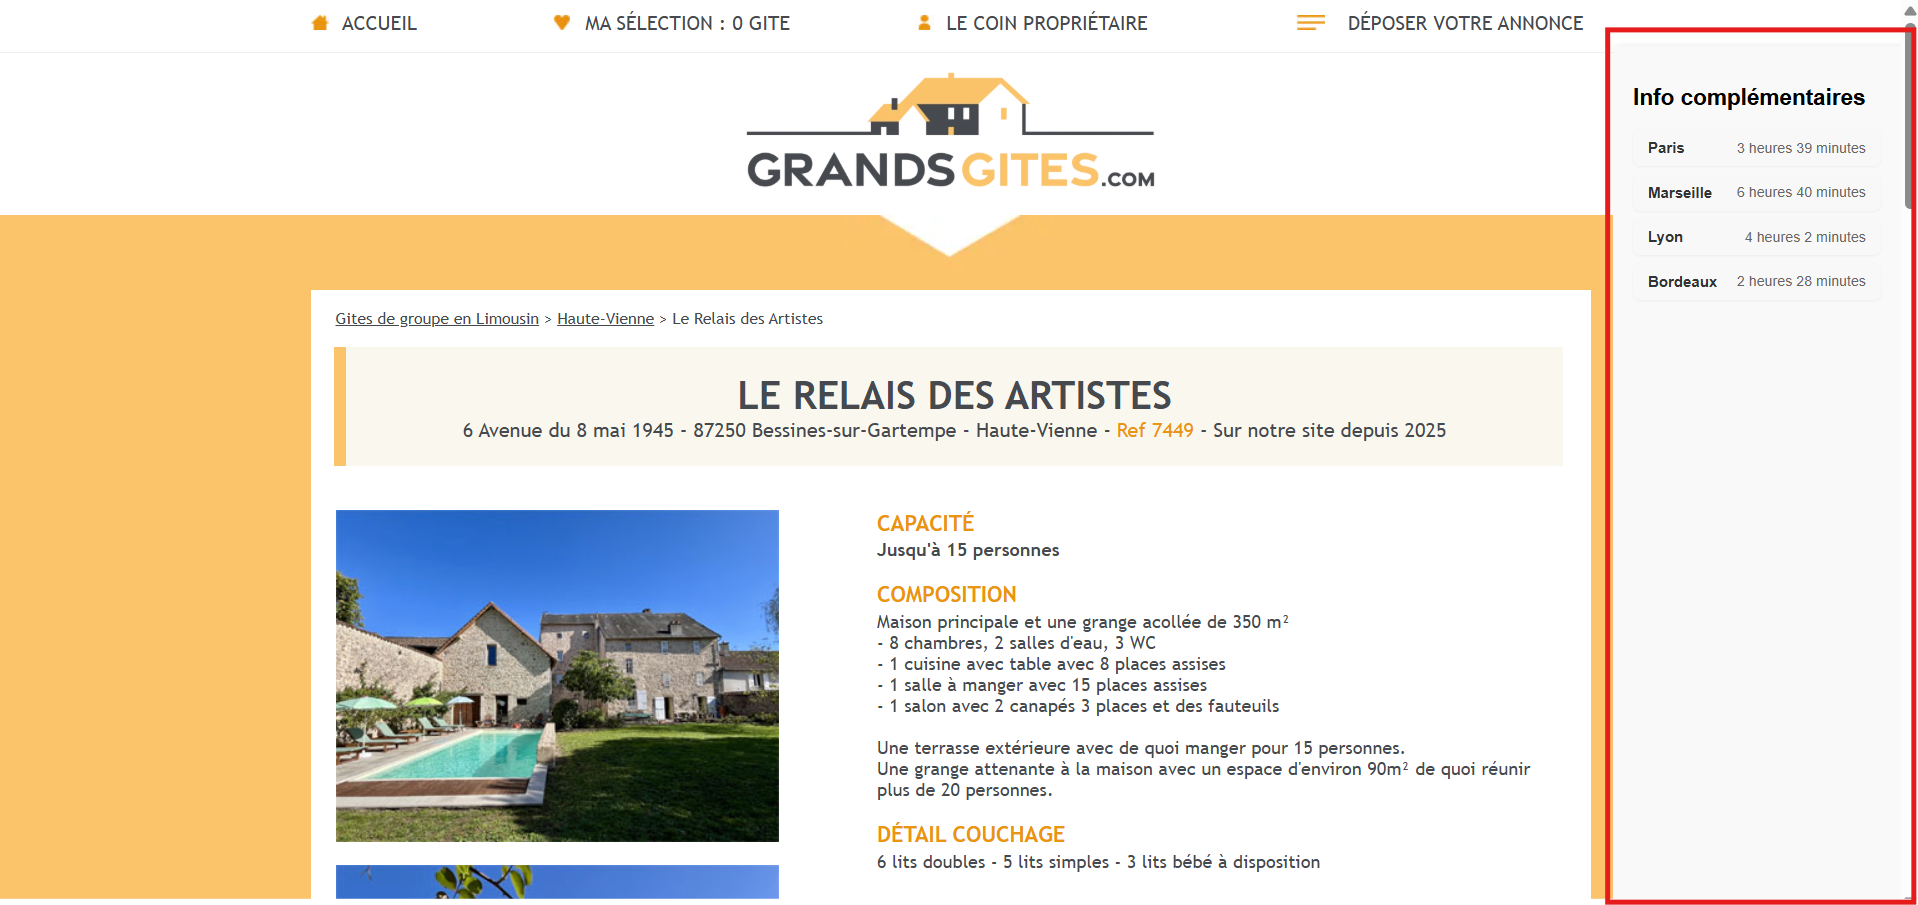 ACCUEIL
MA SÉLECTION : 0 GITE
LE COIN PROPRIÉTAIRE
DÉPOSER VOTRE ANNONCE
GRANDSGITES.COM
Info complémentaires
Paris 3 heures 39 minutes
Marseille 6 heures 40 minutes
Lyon 4 heures 2 minutes
Bordeaux 2 heures 28 minutes
Gites de groupe en Limousin > Haute-Vienne > Le Relais des Artistes
LE RELAIS DES ARTISTES
6 Avenue du 8 mai 1945 - 87250 Bessines-sur-Gartempe - Haute-Vienne - Ref 7449 - Sur notre site depuis 2025
CAPACITÉ
Jusqu'à 15 personnes
COMPOSITION
Maison principale et une grange acollée de 350 m²
- 8 chambres, 2 salles d'eau, 3 WC
- 1 cuisine avec table avec 8 places assises
- 1 salle à manger avec 15 places assises
- 1 salon avec 2 canapés 3 places et des fauteuils
Une terrasse extérieure avec de quoi manger pour 15 personnes.
Une grange attenante à la maison avec un espace d'environ 90m² de quoi réunir
plus de 20 personnes.
DÉTAIL COUCHAGE
6 lits doubles - 5 lits simples - 3 lits bébé à disposition